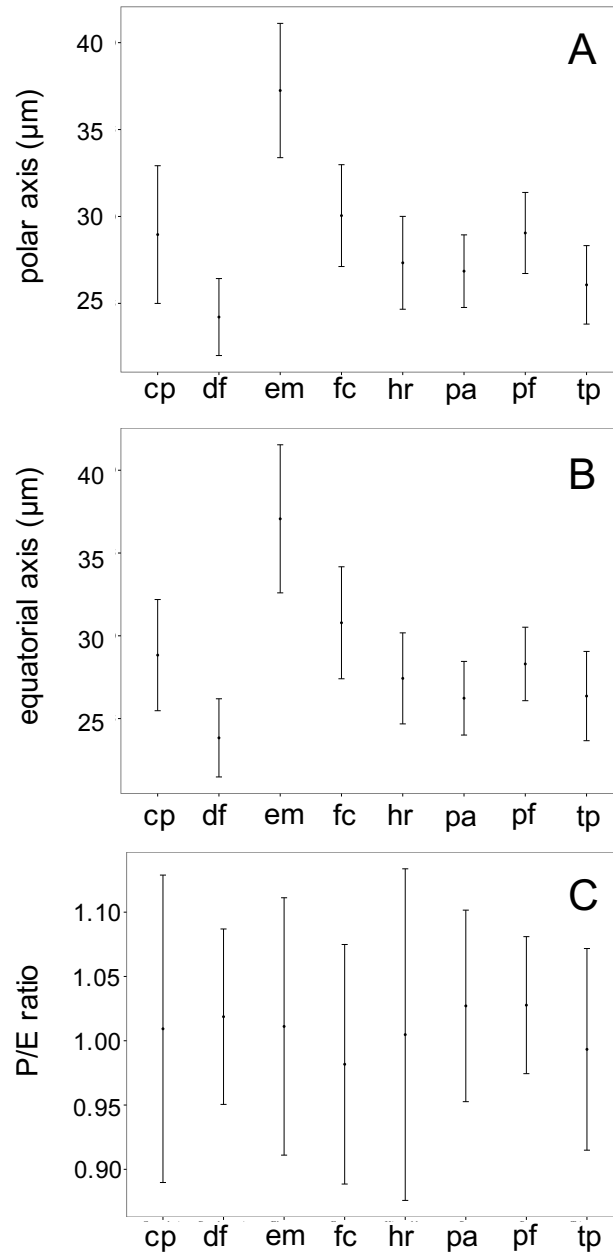 A
polar axis (µm)
40
35
30
25
cp df em fc hr pa pf tp
B
equatorial axis (µm)
40
35
30
25
cp df em fc hr pa pf tp
C
P/E ratio
1.10
1.05
1.00
0.95
0.90
cp df em fc hr pa pf tp